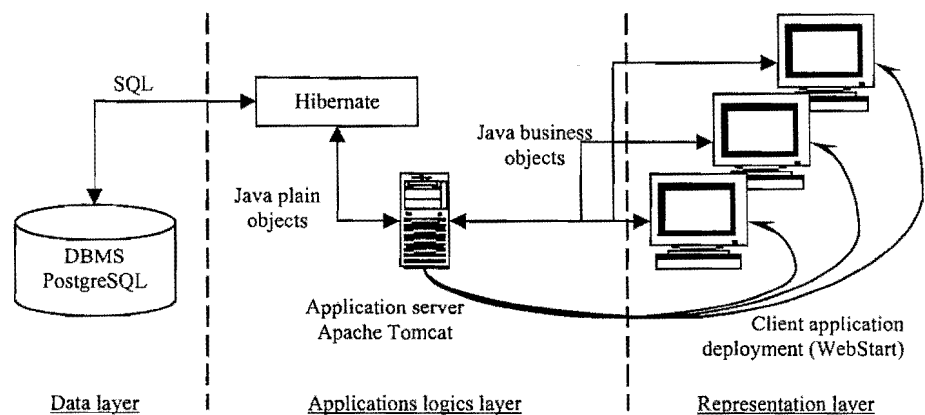 SQL
Hibernate
Java business
objects
Java plain
objects
DBMS
PostgreSQL
Application server
Apache Tomcat
Client application
deployment (WebStart)
Data layer
Applications logics layer
Representation layer